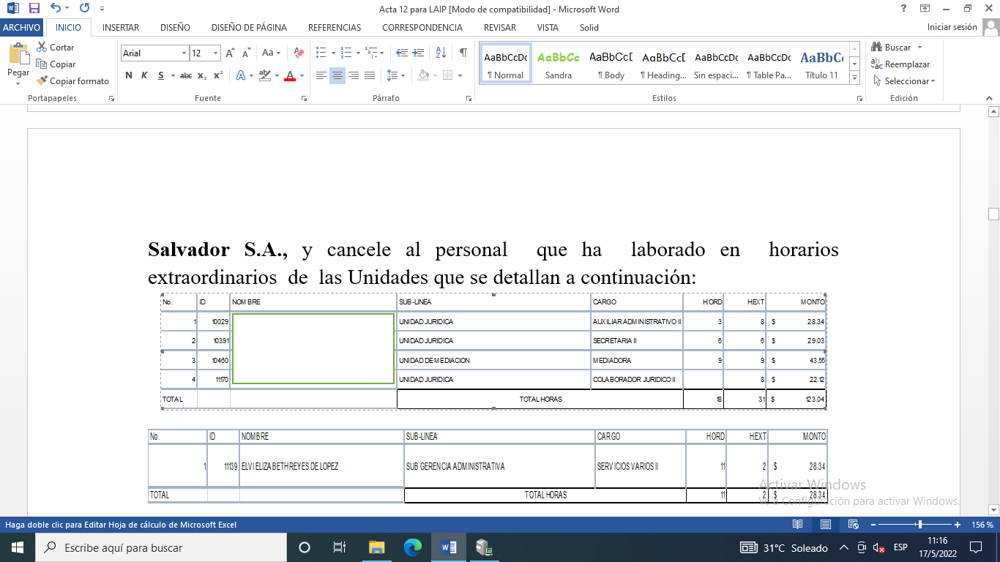 Acta 12 para LAIP [Modo de compatibilidad] - Microsoft Word
ARCHIVO INICIO INSERTAR DISEÑO DISEÑO DE PÁGINA REFERENCIAS CORRESPONDENCIA REVISAR VISTA Solid Iniciar sesión
Pegar
Cortar
Copiar
Copiar formato
Portapapeles
Arial 12
N K S abc x₂ x²
Fuente
Párrafo
AaBbCcDc AaBbCc AaBbCcD AaBbCcD AaBbCcDc AaBbCcDc AaBbCc
¶ Normal Sandra ¶ Body ¶ Heading... Sin espaci... ¶ Table Pa... Título 11
Estilos
Buscar
Reemplazar
Seleccionar
Edición
Salvador S.A., y cancele al personal que ha laborado en horarios
extraordinarios de las Unidades que se detallan a continuación:
No. ID NOMBRE SUB-LINEA CARGO HORD HEXT MONTO
1 10029 UNIDAD JURIDICA AUXILIAR ADMINISTRATIVO II 3 8 $ 28.34
2 10391 UNIDAD JURIDICA SECRETARIA II 6 6 $ 29.03
3 10460 UNIDAD DE MEDIACION MEDIADORA 9 9 $ 43.55
4 11170 UNIDAD JURIDICA COLABORADOR JURIDICO II 8 $ 22.12
TOTAL TOTAL HORAS 18 31 $ 123.04
No. ID NOMBRE SUB-LINEA CARGO HORD HEXT MONTO
1 11139 ELVI ELIZABETH REYES DE LOPEZ SUB GERENCIA ADMINISTRATIVA SERVICIOS VARIOS II 11 2 $ 28.34
TOTAL TOTAL HORAS 11 2 $ 28.34
Activar Windows
Ve a Configuración para activar Windows.
Haga doble clic para Editar Hoja de cálculo de Microsoft Excel 156 %
Escribe aquí para buscar
31°C Soleado ESP
11:16
17/5/2022